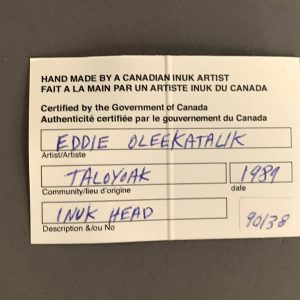 HAND MADE BY A CANADIAN INUK ARTIST
FAIT A LA MAIN PAR UN ARTISTE INUK DU CANADA
Certified by the Government of Canada
Authenticité certifiée par le gouvernement du Canada
EDDIE OLEEKATALIK
Artist/Artiste
TALOYOAK 1989
Community/lieu d'origine date
INUK HEAD 90/38
Description &/ou No